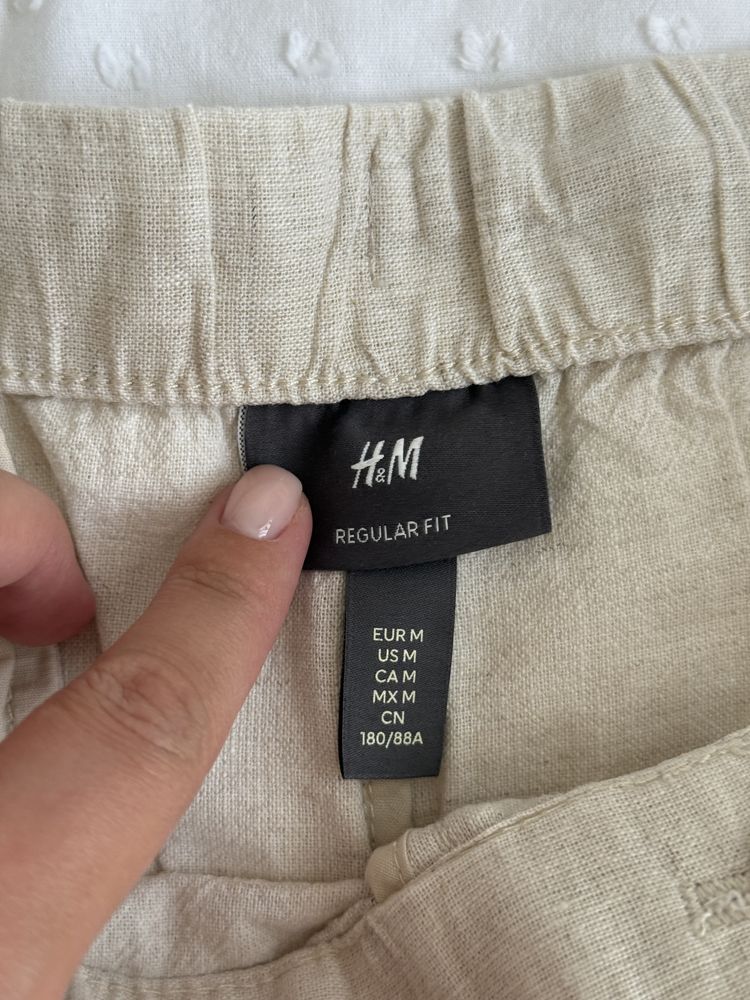 H&M
REGULAR FIT
EUR M
US M
CA M
MX M
CN
180/88A